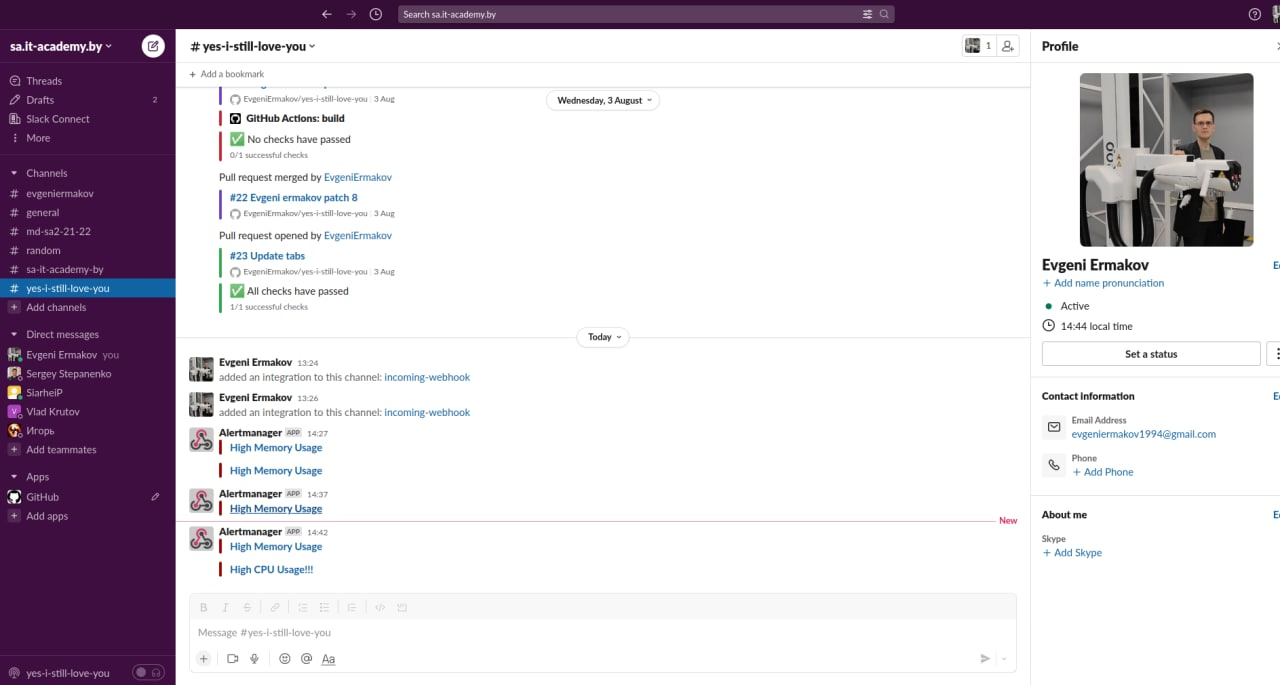 Search sa.it-academy.by
sa.it-academy.by
Threads
Drafts 2
Slack Connect
More
Channels
# evgeniermakov
# general
# md-sa2-21-22
# random
# sa-it-academy-by
# yes-i-still-love-you
+ Add channels
Direct messages
Evgeni Ermakov you
Sergey Stepanenko
SiarheiP
V Vlad Krutov
Игорь
+ Add teammates
Apps
GitHub
+ Add apps
yes-i-still-love-you
# yes-i-still-love-you
1
+ Add a bookmark
Wednesday, 3 August
EvgeniErmakov/yes-i-still-love-you | 3 Aug
GitHub Actions: build
No checks have passed
0/1 successful checks
Pull request merged by EvgeniErmakov
#22 Evgeni ermakov patch 8
EvgeniErmakov/yes-i-still-love-you | 3 Aug
Pull request opened by EvgeniErmakov
#23 Update tabs
EvgeniErmakov/yes-i-still-love-you | 3 Aug
All checks have passed
1/1 successful checks
Today
Evgeni Ermakov 13:24
added an integration to this channel: incoming-webhook
Evgeni Ermakov 13:26
added an integration to this channel: incoming-webhook
Alertmanager APP 14:27
High Memory Usage
High Memory Usage
Alertmanager APP 14:37
High Memory Usage
New
Alertmanager APP 14:42
High Memory Usage
High CPU Usage!!!
B I S
Message #yes-i-still-love-you
+ @ Aa
Profile
Evgeni Ermakov
+ Add name pronunciation
Active
14:44 local time
Set a status
Contact information
Email Address
evgeniermakov1994@gmail.com
Phone
+ Add Phone
About me
Skype
+ Add Skype